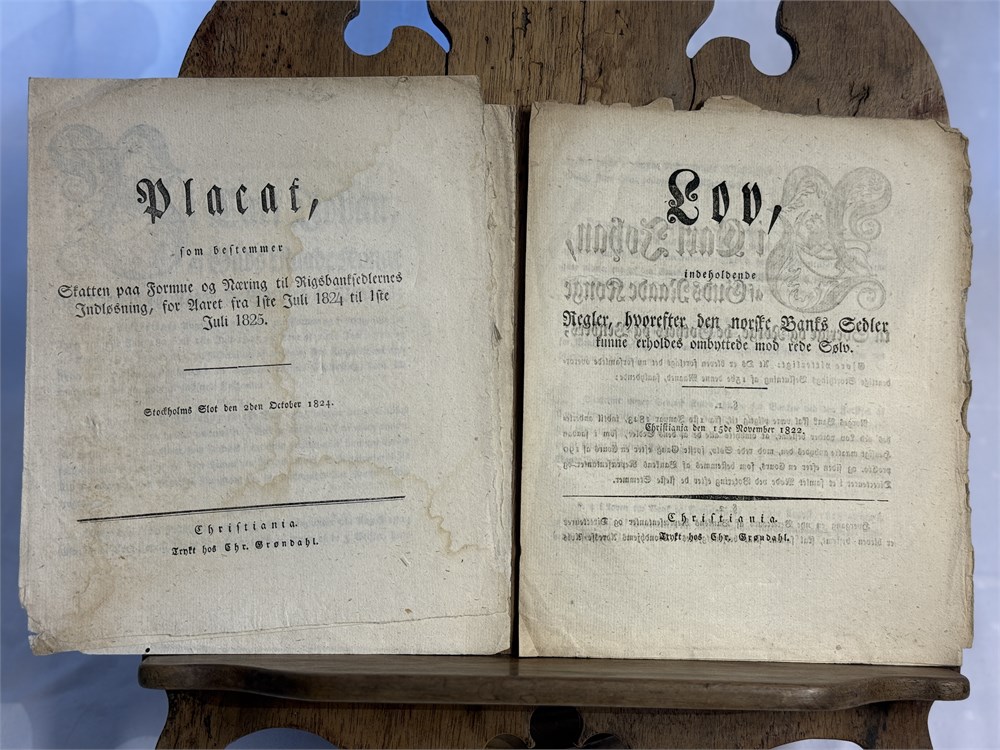 Placat,
som bestemmer
Skatten paa Formue og Næring til Rigsbanksedlernes
Indløsning, for Aaret fra 1ste Juli 1824 til 1ste
Juli 1825.
Stockholms Slot den 2den October 1824.
Christiania.
Trykt hos Chr. Grøndahl.
Lov,
indeholdende
Regler, hvorefter den norske Banks Sedler
kunne erholdes ombyttede mod rede Sølv.
Christiania den 15de November 1822.
Christiania.
Trykt hos Chr. Grøndahl.